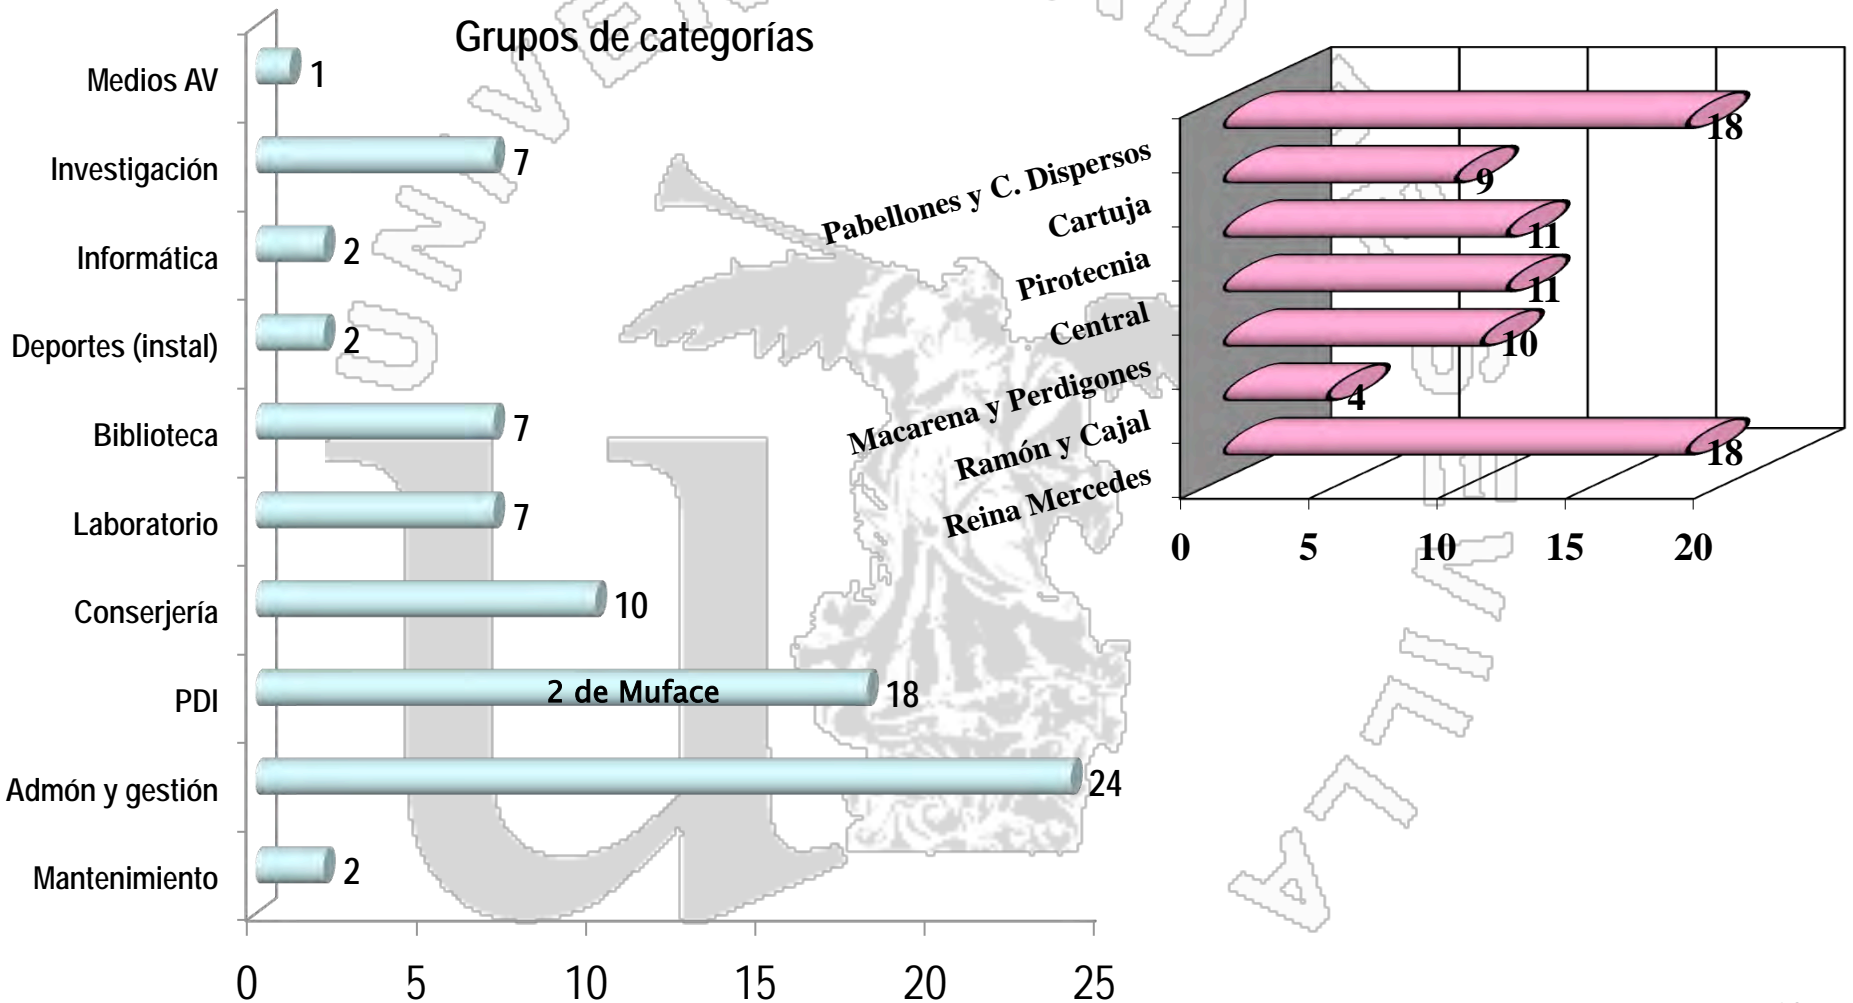 Grupos de categorías
Medios AV 1
Investigación 7
Informática 2
Deportes (instal) 2
Biblioteca 7
Laboratorio 7
Conserjería 10
PDI 2 de Muface 18
Admón y gestión 24
Mantenimiento 2
0 5 10 15 20 25
Pabellones y C. Dispersos 18
Cartuja 9
Pirotecnia 11
Central 11
Macarena y Perdigones 10
Ramón y Cajal 4
Reina Mercedes 18
0 5 10 15 20